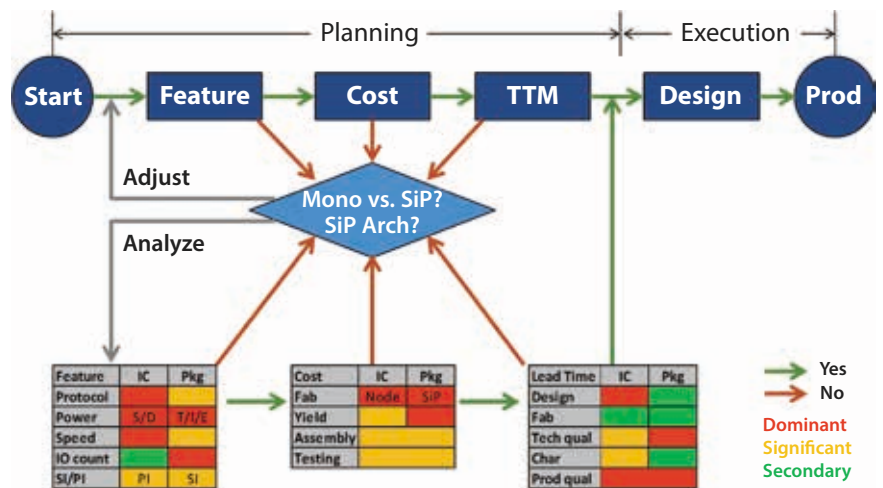 Planning
Execution
Start
Feature
Cost
TTM
Design
Prod
Adjust
Mono vs. SiP?
SiP Arch?
Analyze
Feature IC Pkg
Protocol
Power S/D T/I/E
Speed
IO count
SI/PI PI SI
Cost IC Pkg
Fab Node SiP
Yield
Assembly
Testing
Lead Time IC Pkg
Design
Fab
Tech qual
Char
Prod qual
Yes
No
Dominant
Significant
Secondary